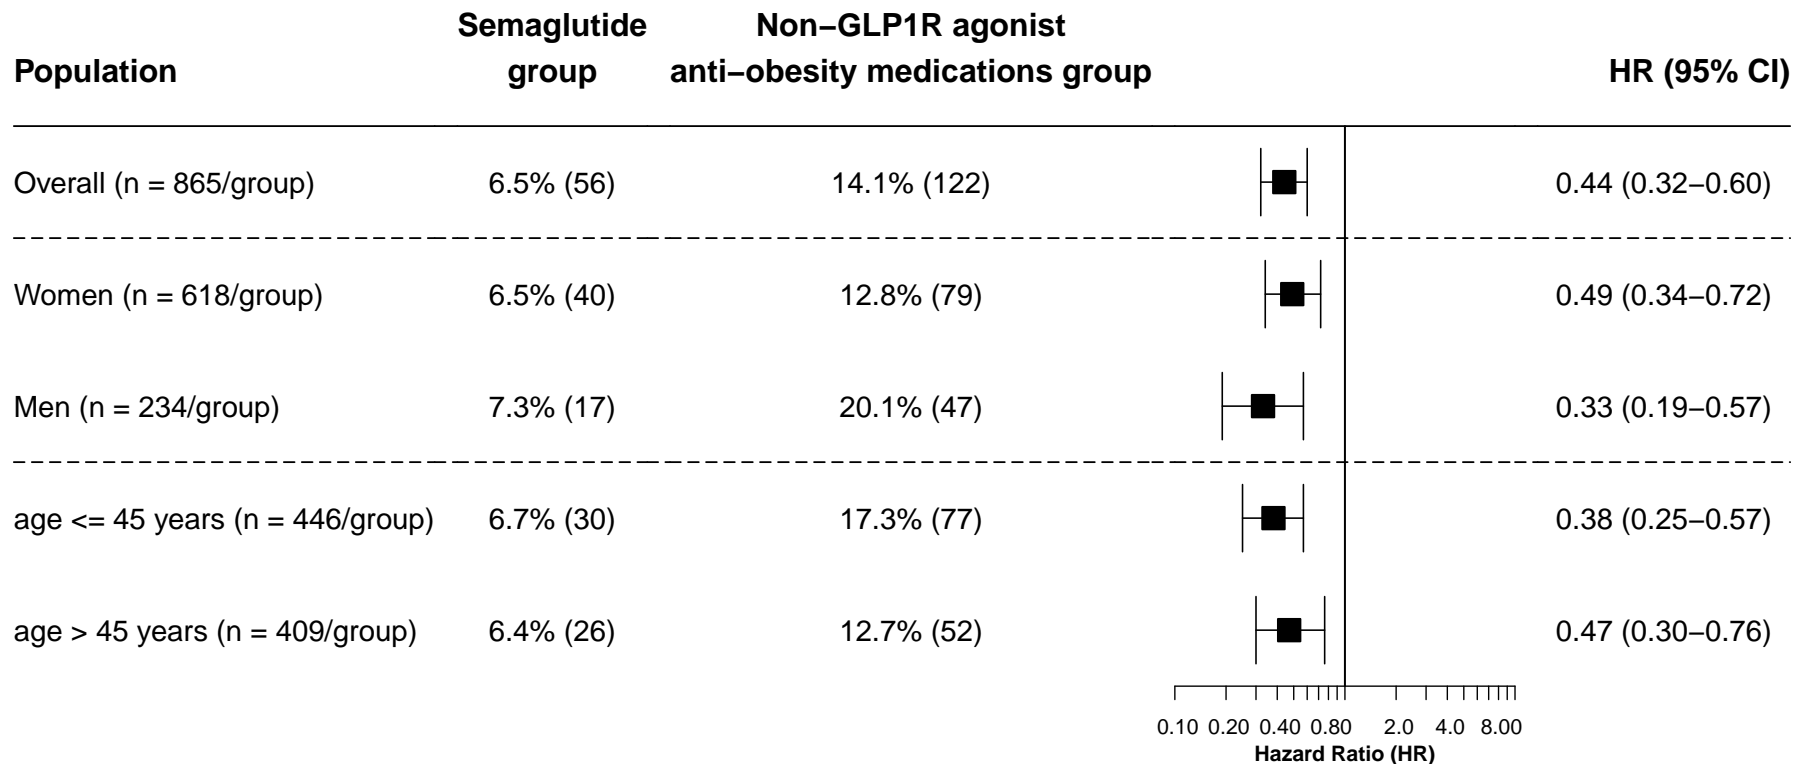 Semaglutide Non−GLP1R agonist
Population group anti−obesity medications group HR (95% CI)
Overall (n = 865/group) 6.5% (56) 14.1% (122) 0.44 (0.32−0.60)
Women (n = 618/group) 6.5% (40) 12.8% (79) 0.49 (0.34−0.72)
Men (n = 234/group) 7.3% (17) 20.1% (47) 0.33 (0.19−0.57)
age <= 45 years (n = 446/group) 6.7% (30) 17.3% (77) 0.38 (0.25−0.57)
age > 45 years (n = 409/group) 6.4% (26) 12.7% (52) 0.47 (0.30−0.76)
0.10 0.20 0.40 0.80 2.0 4.0 8.00
Hazard Ratio (HR)